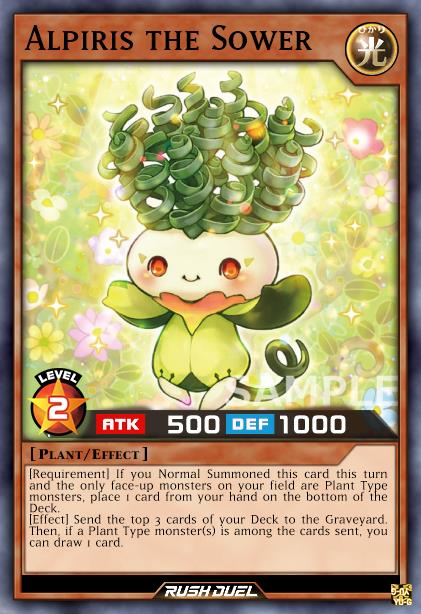 Alpiris the Sower
ひかり
光
SAMPLE
LEVEL
2
ATK 500 DEF 1000
[Plant/Effect]
[Requirement] If you Normal Summoned this card this turn
and the only face-up monsters on your field are Plant Type
monsters, place 1 card from your hand on the bottom of the
Deck.
[Effect] Send the top 3 cards of your Deck to the Graveyard.
Then, if a Plant Type monster(s) is among the cards sent, you
can draw 1 card.
RUSH DUEL